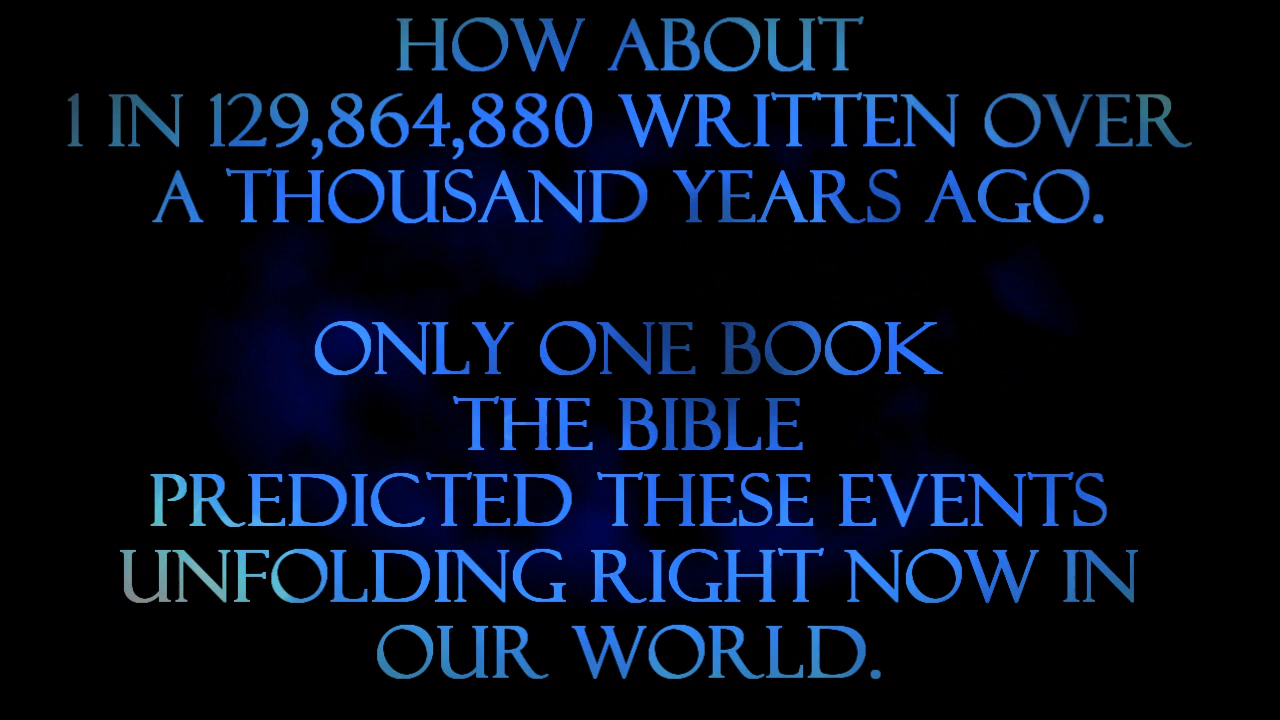 HOW ABOUT
1 IN 129,864,880 WRITTEN OVER
A THOUSAND YEARS AGO.
ONLY ONE BOOK
THE BIBLE
PREDICTED THESE EVENTS
UNFOLDING RIGHT NOW IN
OUR WORLD.